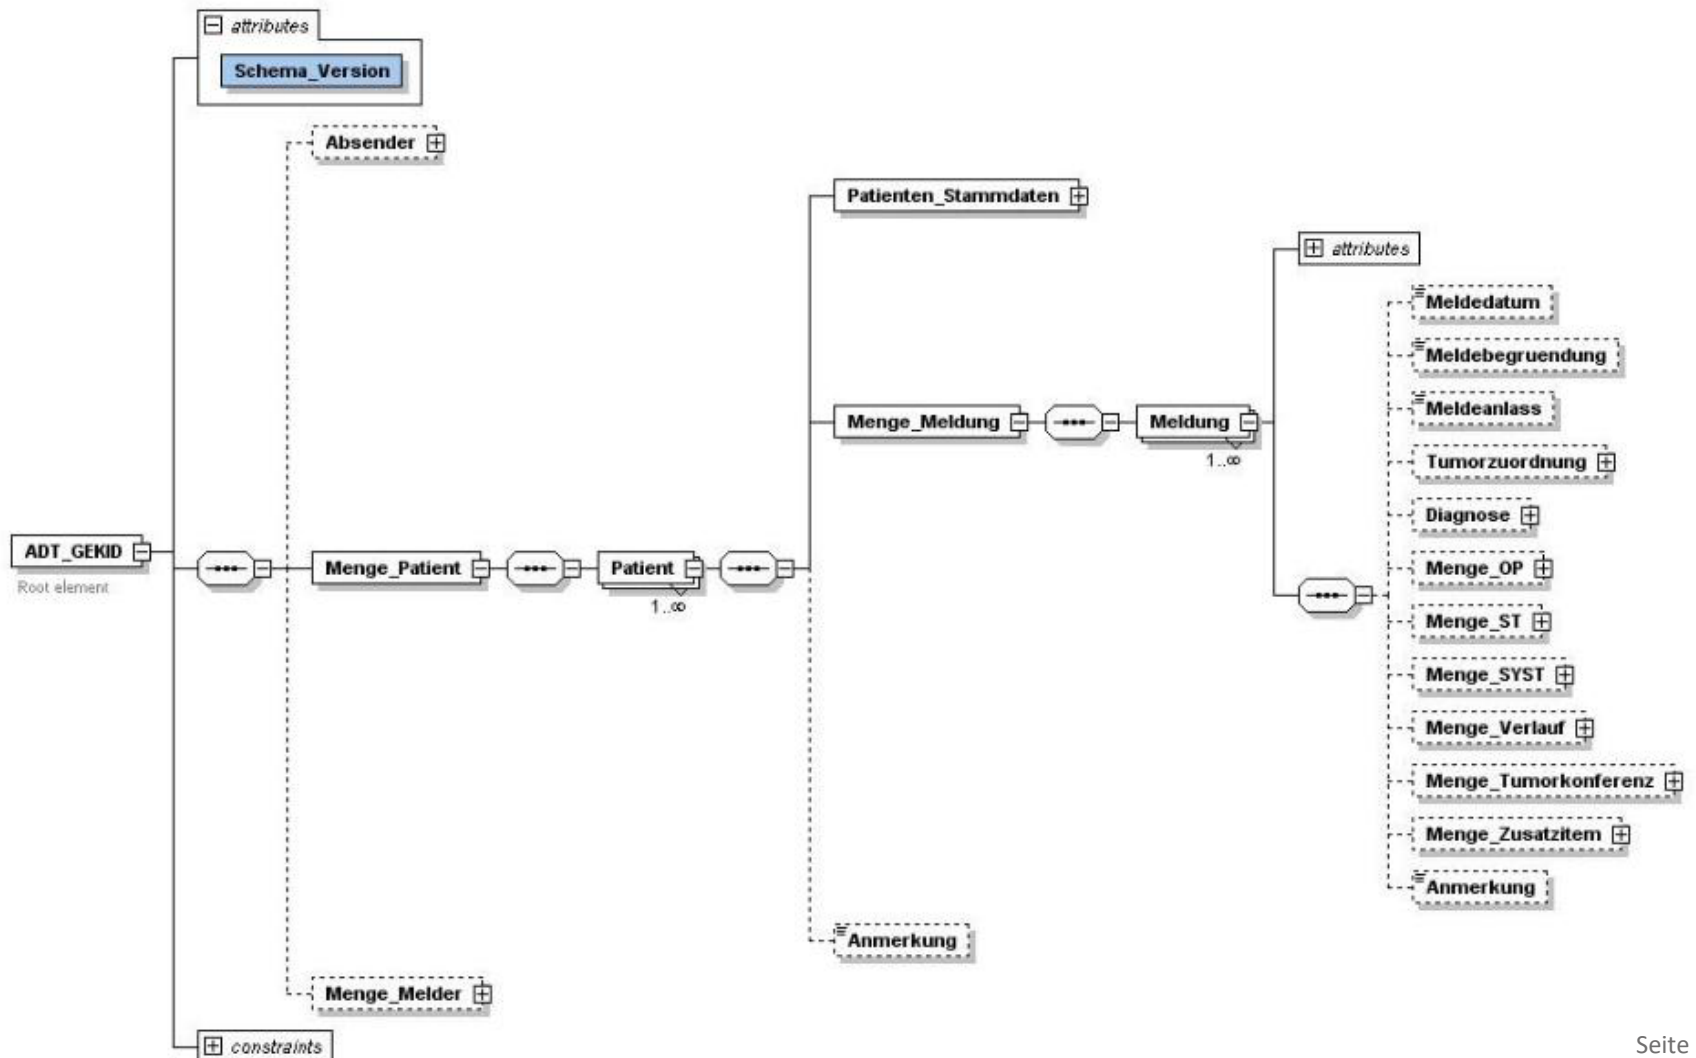 attributes
Schema_Version
Absender
Patienten_Stammdaten
attributes
Meldedatum
Meldebegruendung
Menge_Meldung
Meldung
1..∞
Meldeanlass
Tumorzuordnung
Diagnose
ADT_GEKID
Root element
Menge_Patient
Patient
1..∞
Menge_OP
Menge_ST
Menge_SYST
Menge_Verlauf
Menge_Tumorkonferenz
Menge_Zusatzitem
Anmerkung
Anmerkung
Menge_Melder
constraints
Seite